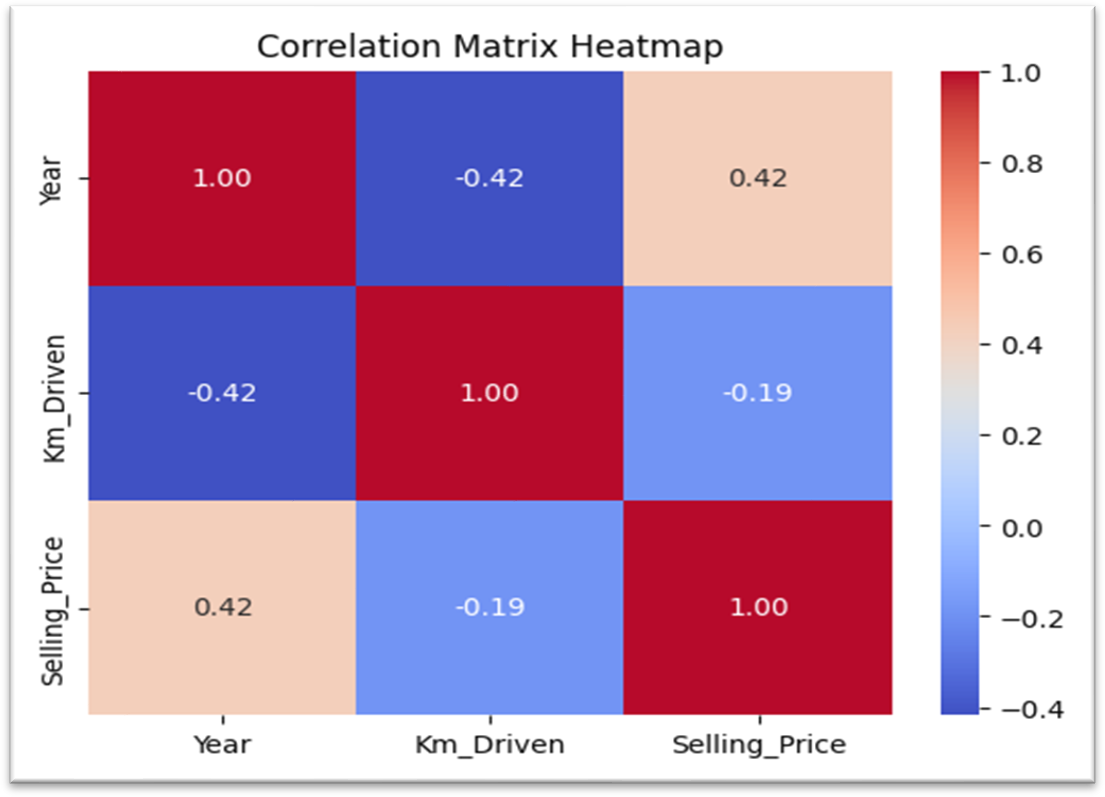 Correlation Matrix Heatmap
Year
1.00
-0.42
0.42
Km_Driven
-0.42
1.00
-0.19
Selling_Price
0.42
-0.19
1.00
Year
Km_Driven
Selling_Price
1.0
0.8
0.6
0.4
0.2
0.0
−0.2
−0.4